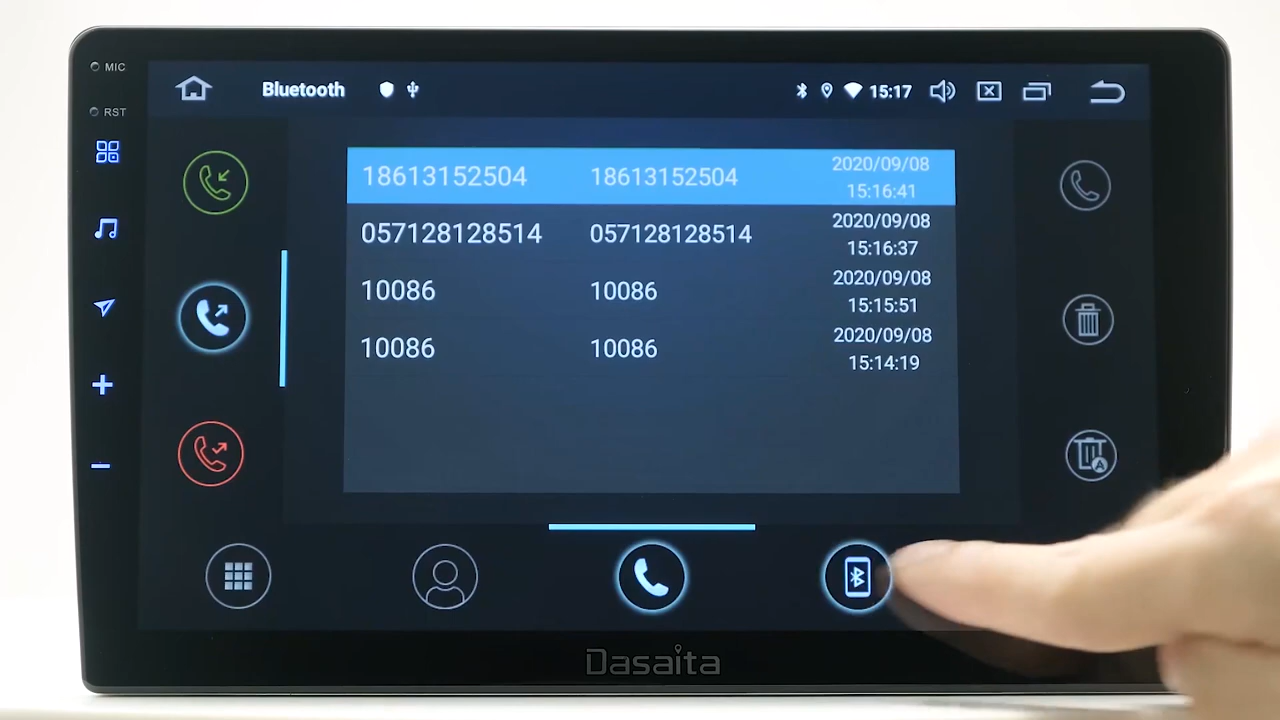 MIC
RST
Bluetooth
15:17
18613152504 18613152504 2020/09/08
15:16:41
057128128514 057128128514 2020/09/08
15:16:37
10086 10086 2020/09/08
15:15:51
10086 10086 2020/09/08
15:14:19
A
Dasaita